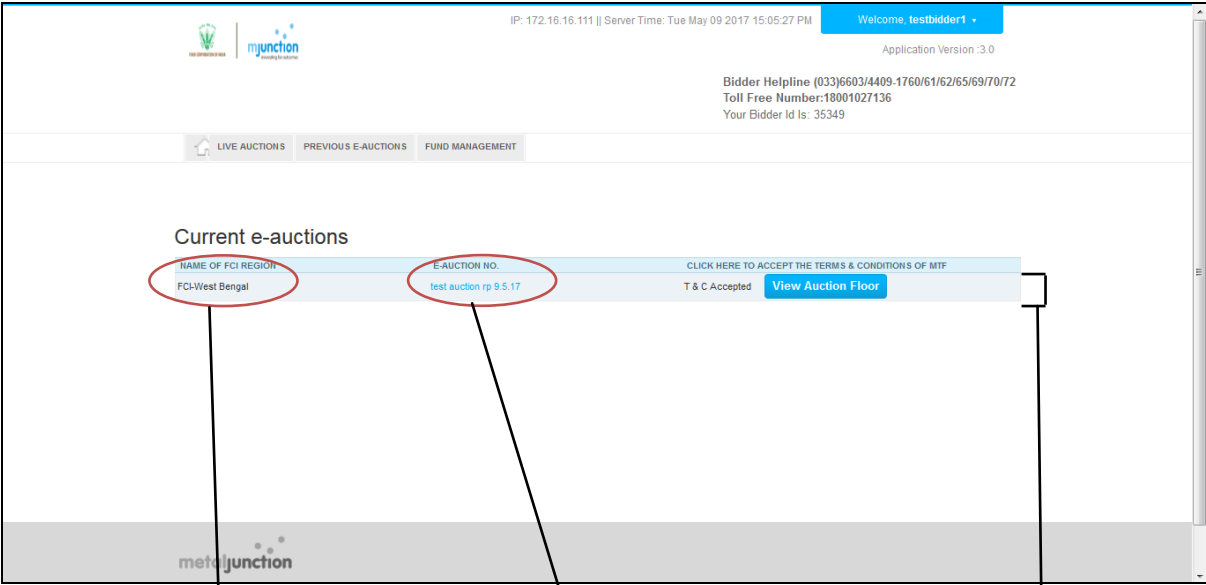 IP: 172.16.16.111 || Server Time: Tue May 09 2017 15:05:27 PM
Welcome, testbidder1
mjunction
Application Version :3.0
Bidder Helpline (033)6603/4409-1760/61/62/65/69/70/72
Toll Free Number:18001027136
Your Bidder Id Is: 35349
LIVE AUCTIONS PREVIOUS E-AUCTIONS FUND MANAGEMENT
Current e-auctions
NAME OF FCI REGION E-AUCTION NO. CLICK HERE TO ACCEPT THE TERMS & CONDITIONS OF MTF
FCI-West Bengal test auction rp 9.5.17 T & C Accepted View Auction Floor
metaljunction